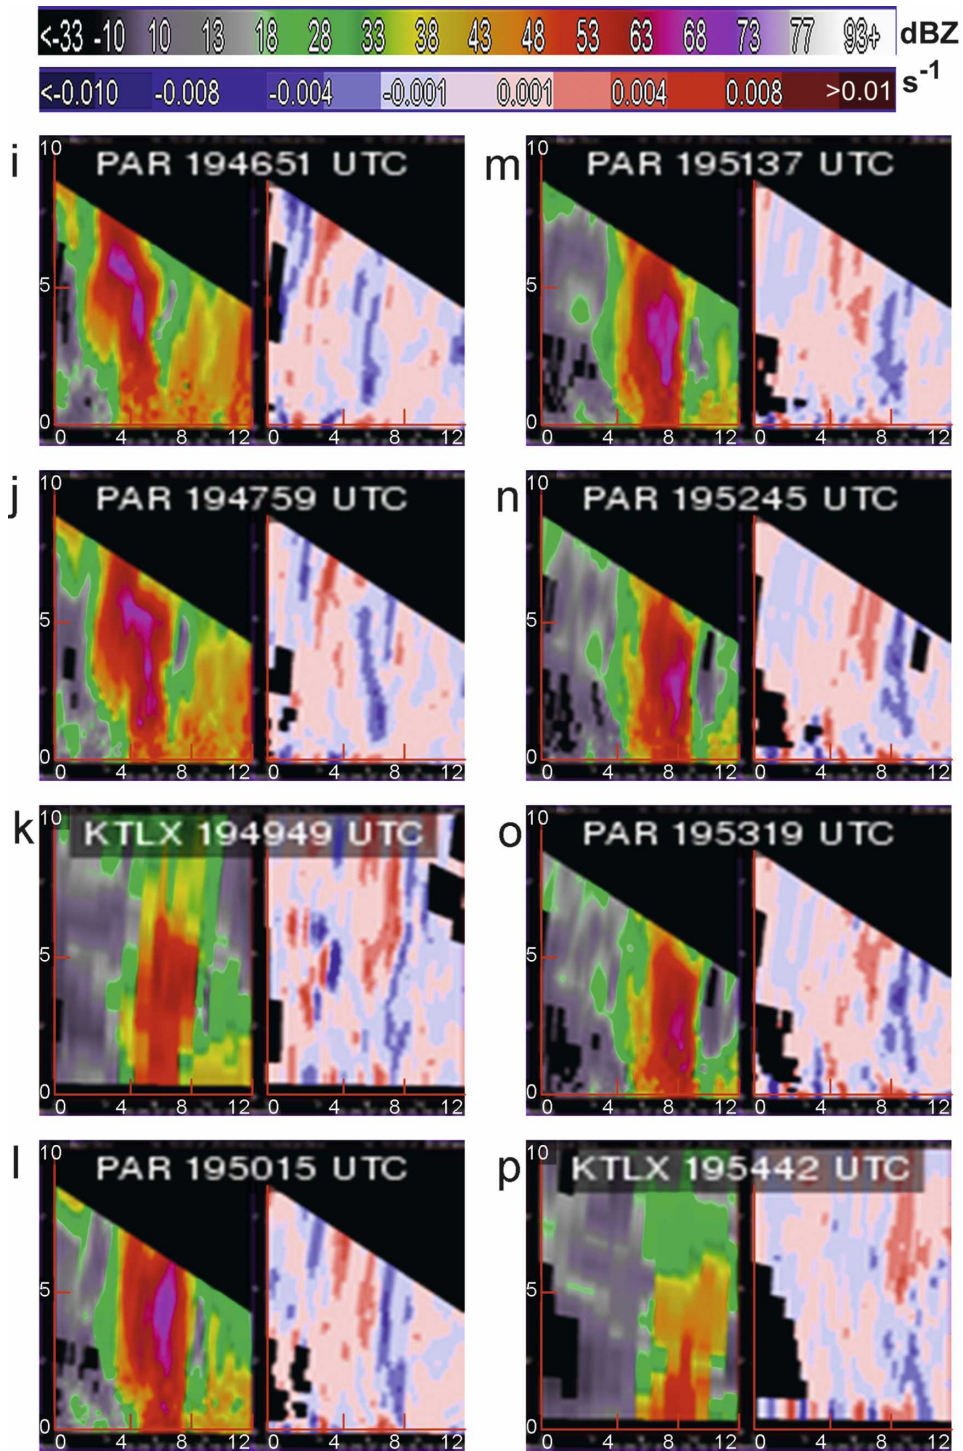 <-33 -10 10 13 18 28 33 38 43 48 53 63 68 73 77 93+ dBZ
<-0.010 -0.008 -0.004 -0.001 0.001 0.004 0.008 >0.01 s-1
i
PAR 194651 UTC
10
5
0
0 4 8 12
0 4 8 12
m
PAR 195137 UTC
10
5
0
0 4 8 12
0 4 8 12
j
PAR 194759 UTC
10
5
0
0 4 8 12
0 4 8 12
n
PAR 195245 UTC
10
5
0
0 4 8 12
0 4 8 12
k
KTLX 194949 UTC
10
5
0
0 4 8 12
0 4 8 12
o
PAR 195319 UTC
10
5
0
0 4 8 12
0 4 8 12
l
PAR 195015 UTC
10
5
0
0 4 8 12
0 4 8 12
p
KTLX 195442 UTC
10
5
0
0 4 8 12
0 4 8 12